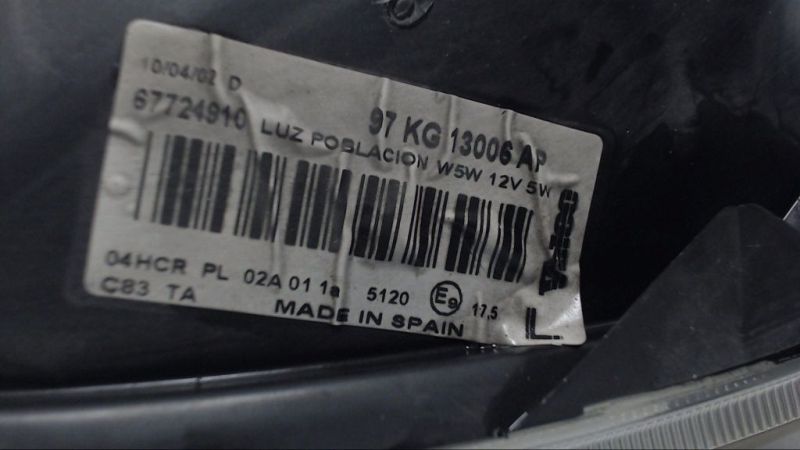 10/04/02 D
67724910 97 KG 13006 AP
LUZ POBLACION W5W 12V 5W
Valeo
04HCR PL 02A 01 1a 5120 E9 17,5
C83 TA MADE IN SPAIN L